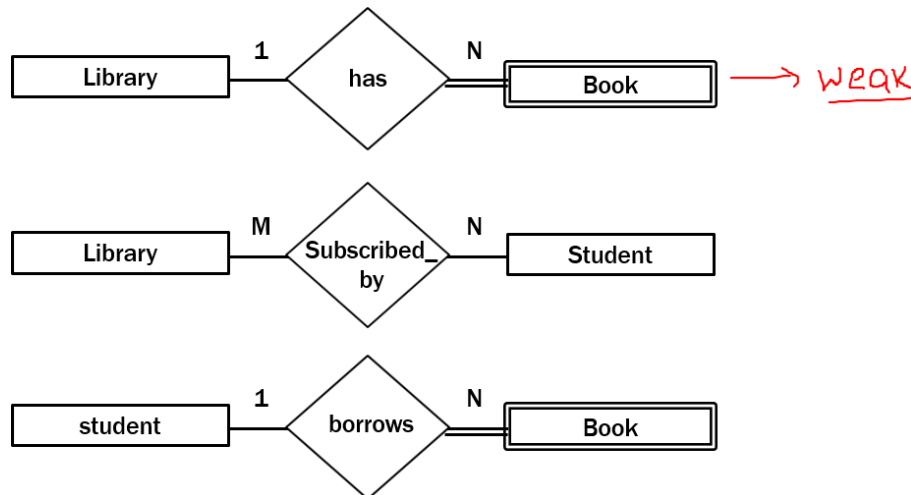 1 N
Library has Book → weak
M N
Library Subscribed_ Student
by
1 N
student borrows Book